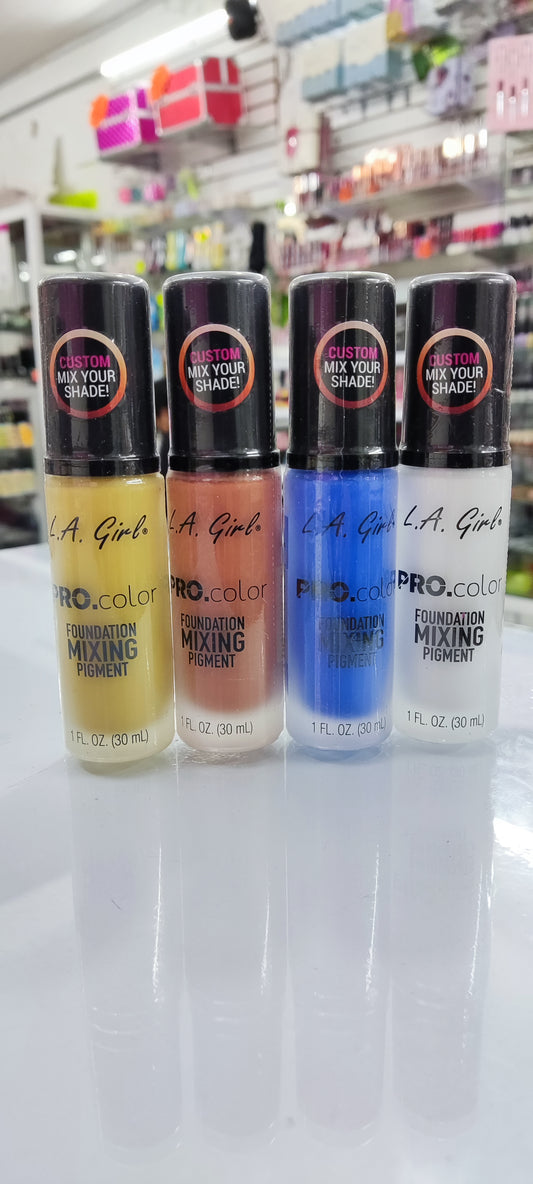 CUSTOM
MIX YOUR
SHADE!
L.A. Girl®
PRO.color
FOUNDATION
MIXING
PIGMENT
1 FL. OZ. (30 mL)
CUSTOM
MIX YOUR
SHADE!
L.A. Girl®
PRO.color
FOUNDATION
MIXING
PIGMENT
1 FL. OZ. (30 mL)
CUSTOM
MIX YOUR
SHADE!
L.A. Girl®
PRO.color
FOUNDATION
MIXING
PIGMENT
1 FL. OZ. (30 mL)
CUSTOM
MIX YOUR
SHADE!
L.A. Girl®
PRO.color
FOUNDATION
MIXING
PIGMENT
1 FL. OZ. (30 mL)